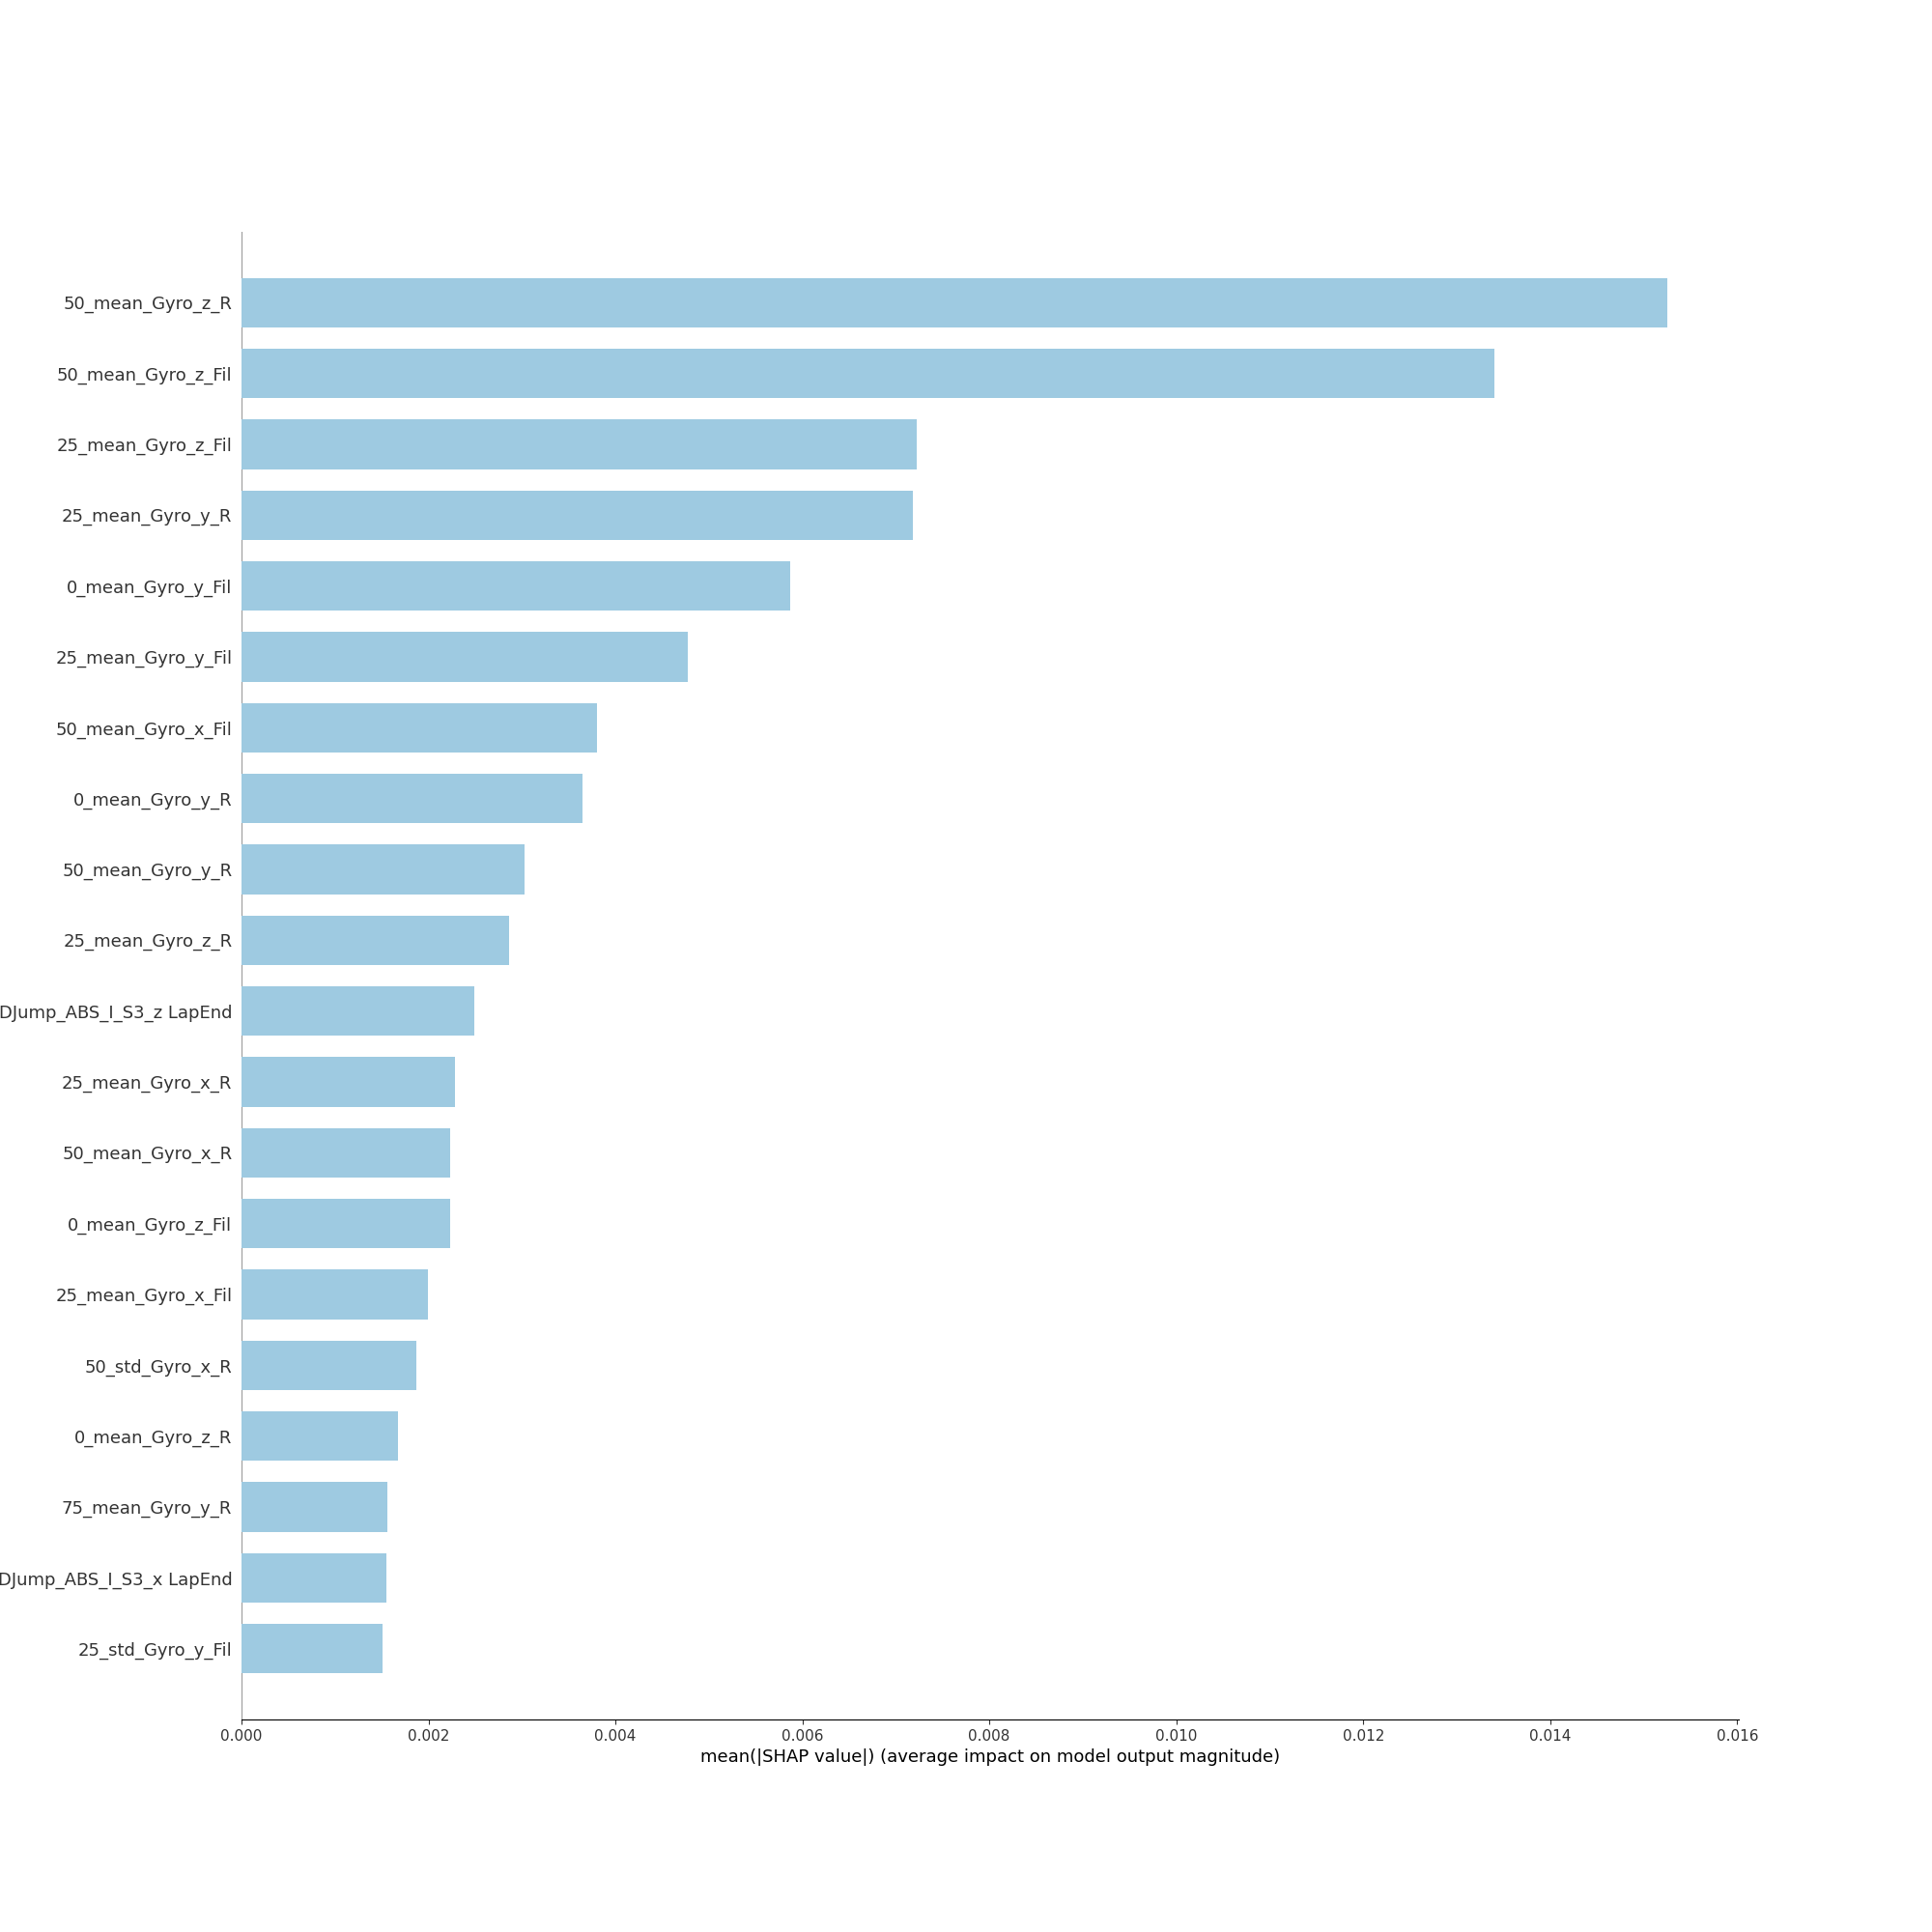 50_mean_Gyro_z_R
50_mean_Gyro_z_Fil
25_mean_Gyro_z_Fil
25_mean_Gyro_y_R
0_mean_Gyro_y_Fil
25_mean_Gyro_y_Fil
50_mean_Gyro_x_Fil
0_mean_Gyro_y_R
50_mean_Gyro_y_R
25_mean_Gyro_z_R
DJump_ABS_I_S3_z LapEnd
25_mean_Gyro_x_R
50_mean_Gyro_x_R
0_mean_Gyro_z_Fil
25_mean_Gyro_x_Fil
50_std_Gyro_x_R
0_mean_Gyro_z_R
75_mean_Gyro_y_R
DJump_ABS_I_S3_x LapEnd
25_std_Gyro_y_Fil
0.000 0.002 0.004 0.006 0.008 0.010 0.012 0.014 0.016
mean(|SHAP value|) (average impact on model output magnitude)